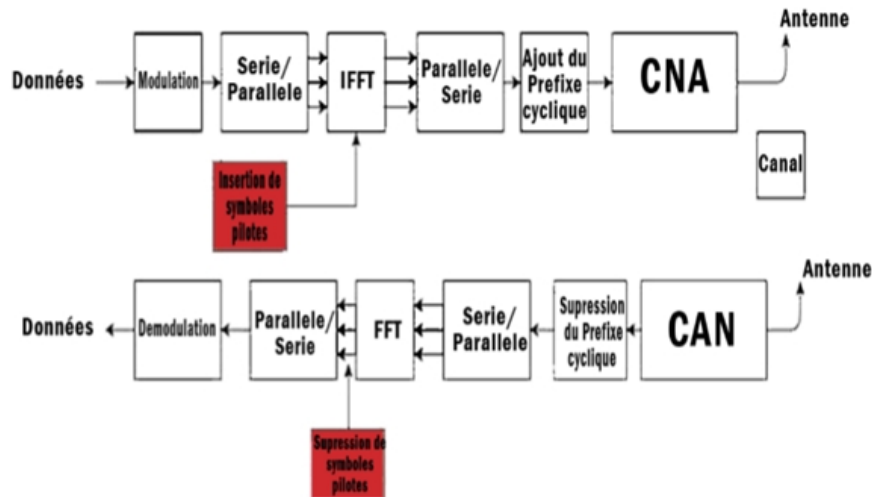 Antenne
Données
Modulation
Serie/
Parallele
IFFT
Parallele/
Serie
Ajout du
Prefixe
cyclique
CNA
Insertion de
symboles
pilotes
Canal
Antenne
Données
Demodulation
Parallele/
Serie
FFT
Serie/
Parallele
Supression
du Prefixe
cyclique
CAN
Supression de
symboles
pilotes